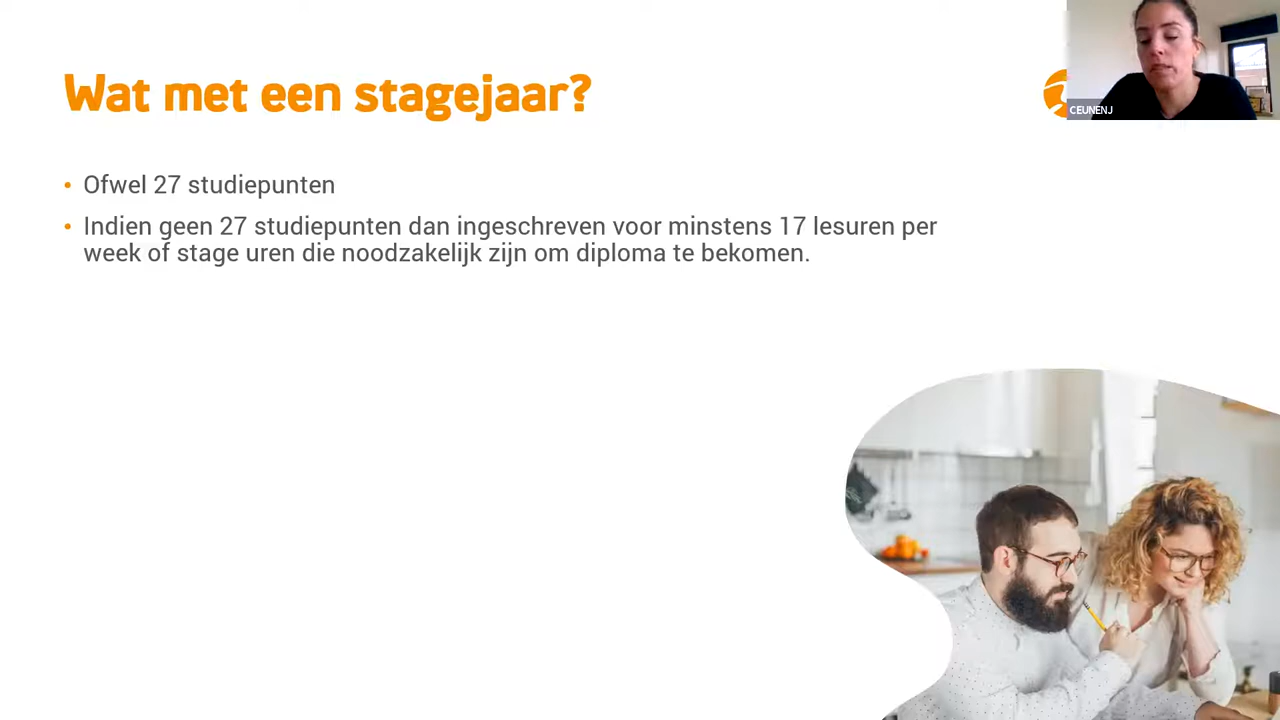 Wat met een stagejaar?
CEUNENJ
• Ofwel 27 studiepunten
• Indien geen 27 studiepunten dan ingeschreven voor minstens 17 lesuren per
week of stage uren die noodzakelijk zijn om diploma te bekomen.